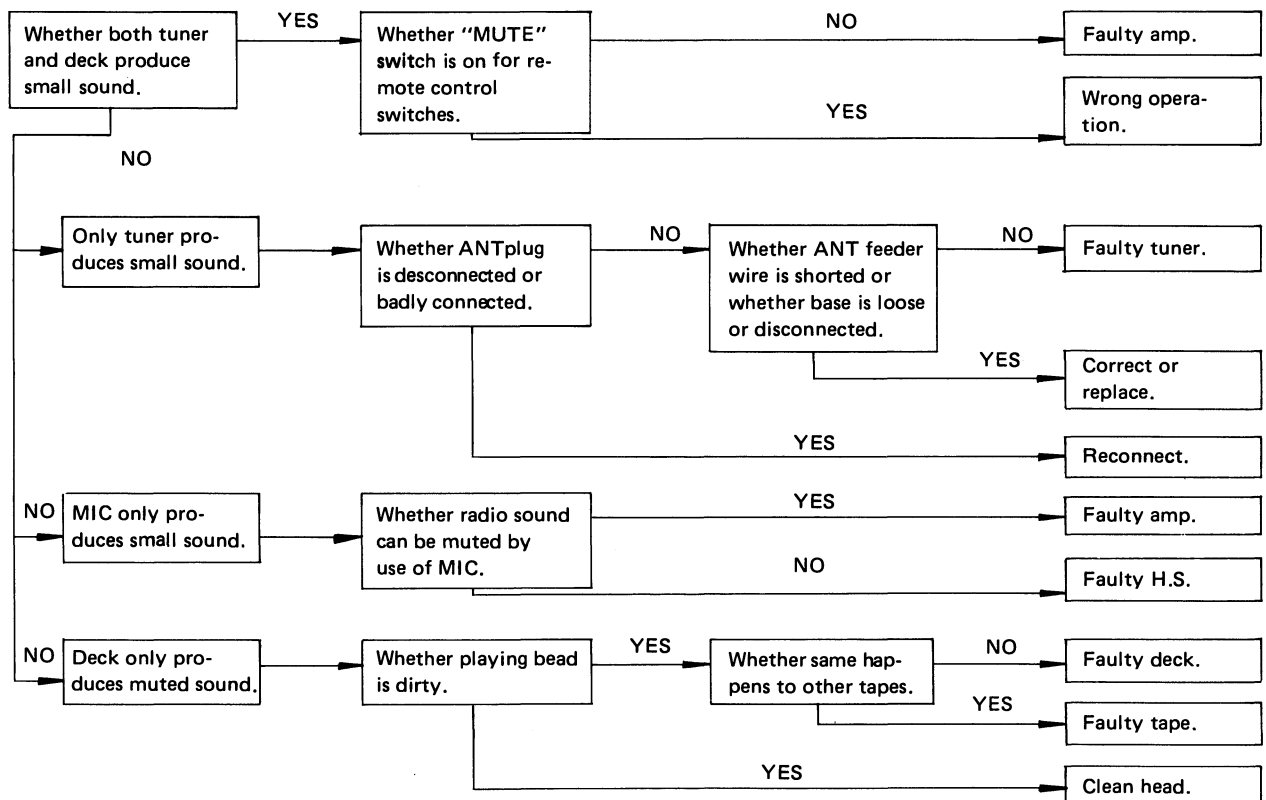 Whether both tuner
and deck produce
small sound.
YES
Whether "MUTE"
switch is on for re-
mote control
switches.
NO
Faulty amp.
YES
Wrong opera-
tion.
NO
Only tuner pro-
duces small sound.
Whether ANTplug
is desconnected or
badly connected.
NO
Whether ANT feeder
wire is shorted or
whether base is loose
or disconnected.
NO
Faulty tuner.
YES
Correct or
replace.
YES
Reconnect.
NO
MIC only pro-
duces small sound.
Whether radio sound
can be muted by
use of MIC.
YES
Faulty amp.
NO
Faulty H.S.
NO
Deck only pro-
duces muted sound.
Whether playing bead
is dirty.
YES
Whether same hap-
pens to other tapes.
NO
Faulty deck.
YES
Faulty tape.
YES
Clean head.